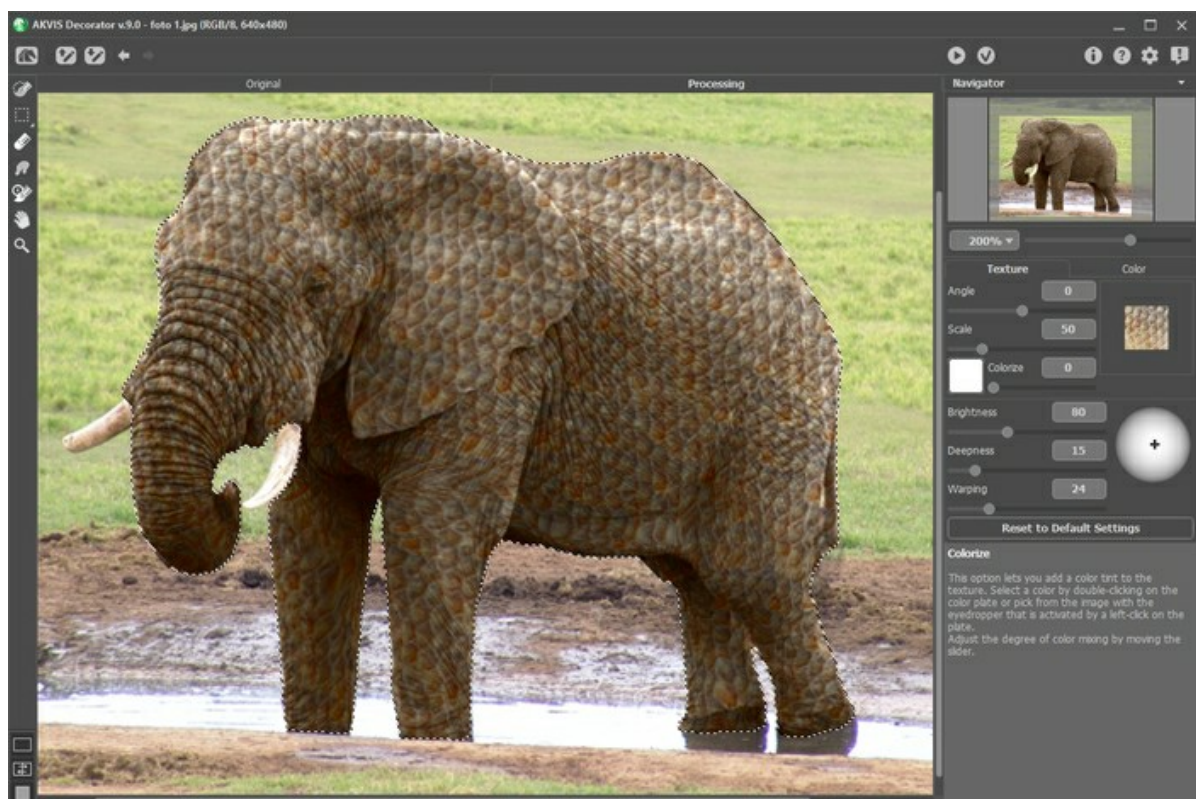 AKVIS Decorator v.9.0 - foto 1.jpg (RGB/8, 640x480)
Original
Processing
Navigator
200%
Texture
Color
Angle
0
Scale
50
Colorize
0
Brightness
80
Deepness
15
Warping
24
Reset to Default Settings
Colorize
This option lets you add a color tint to the
texture. Select a color by double-clicking on the
color plate or pick from the image with the
eyedropper that is activated by a left-click on the
plate.
Adjust the degree of color mixing by moving the
slider.